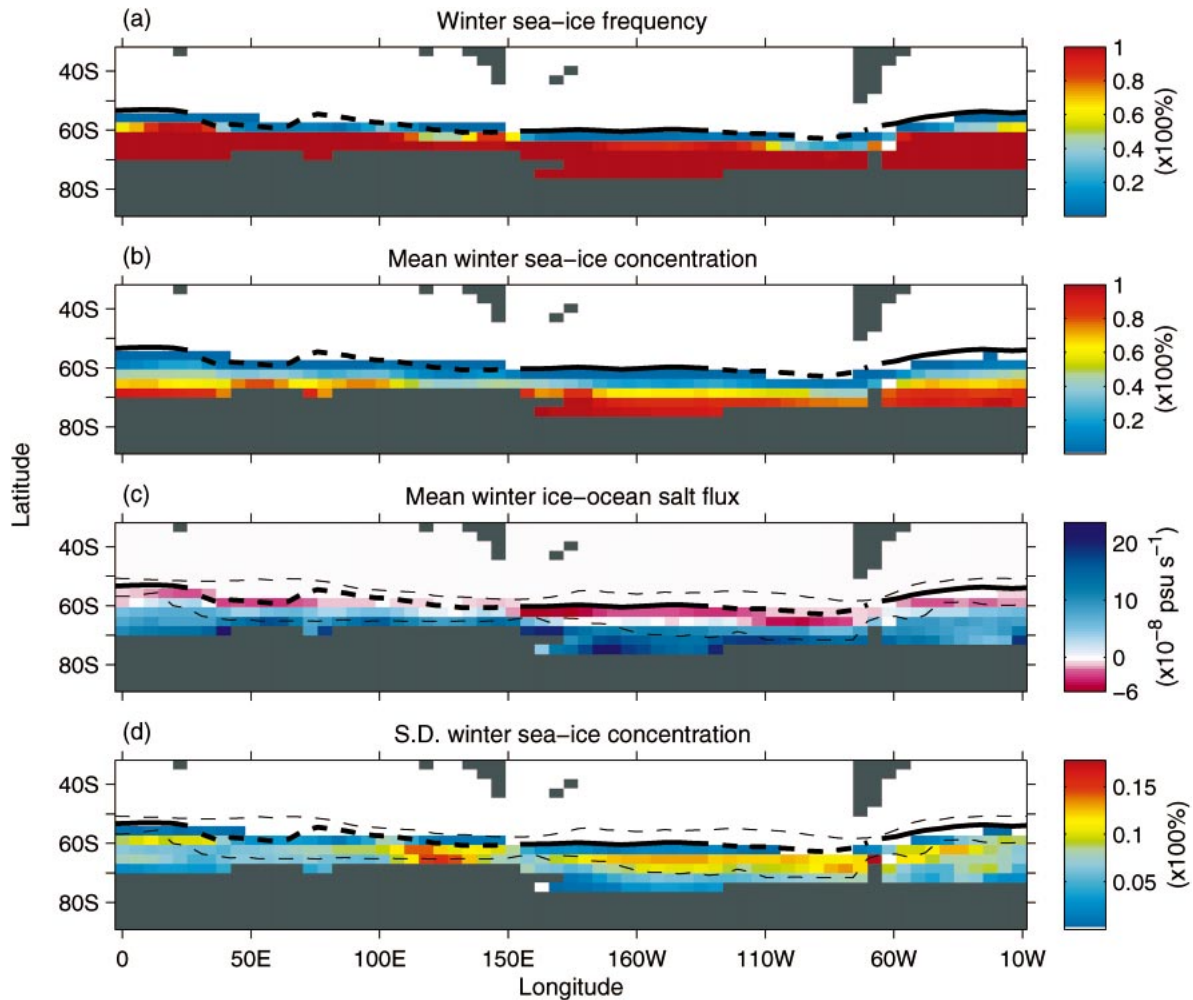 (a)
Winter sea-ice frequency
40S
60S
80S
1
0.8
0.6
0.4
0.2
(x100%)
(b)
Mean winter sea-ice concentration
40S
60S
80S
1
0.8
0.6
0.4
0.2
(x100%)
Latitude
(c)
Mean winter ice-ocean salt flux
40S
60S
80S
20
10
0
-6
(x10⁻⁸ psu s⁻¹)
(d)
S.D. winter sea-ice concentration
40S
60S
80S
0.15
0.1
0.05
(x100%)
0 50E 100E 150E 160W 110W 60W 10W
Longitude